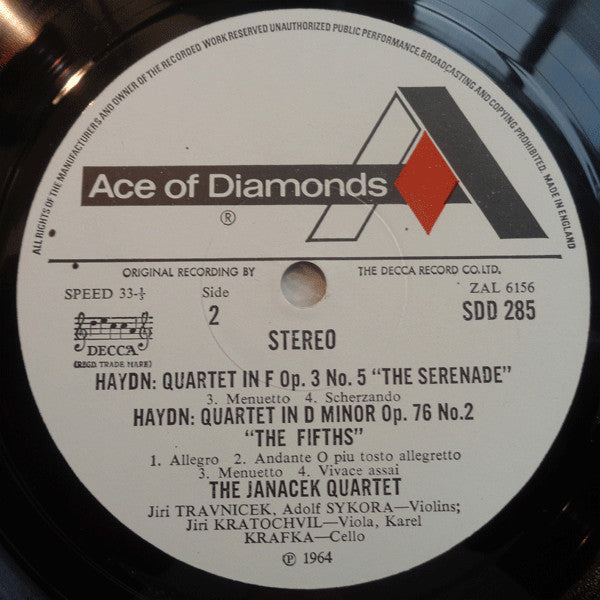 ALL RIGHTS OF THE MANUFACTURERS AND OWNER OF THE RECORDED WORK RESERVED UNAUTHORIZED PUBLIC PERFORMANCE, BROADCASTING AND COPYING PROHIBITED. MADE IN ENGLAND
Ace of Diamonds
®
ORIGINAL RECORDING BY THE DECCA RECORD CO. LTD.
SPEED 33-⅓ Side ZAL 6156
2 SDD 285
STEREO
DECCA
(REGD. TRADE MARK)
HAYDN: QUARTET IN F Op. 3 No. 5 "THE SERENADE"
3. Menuetto 4. Scherzando
HAYDN: QUARTET IN D MINOR Op. 76 No.2
"THE FIFTHS"
1. Allegro 2. Andante O piu tosto allegretto
3. Menuetto 4. Vivace assai
THE JANACEK QUARTET
Jiri TRAVNICEK, Adolf SYKORA—Violins;
Jiri KRATOCHVIL—Viola, Karel
KRAFKA—Cello
℗ 1964